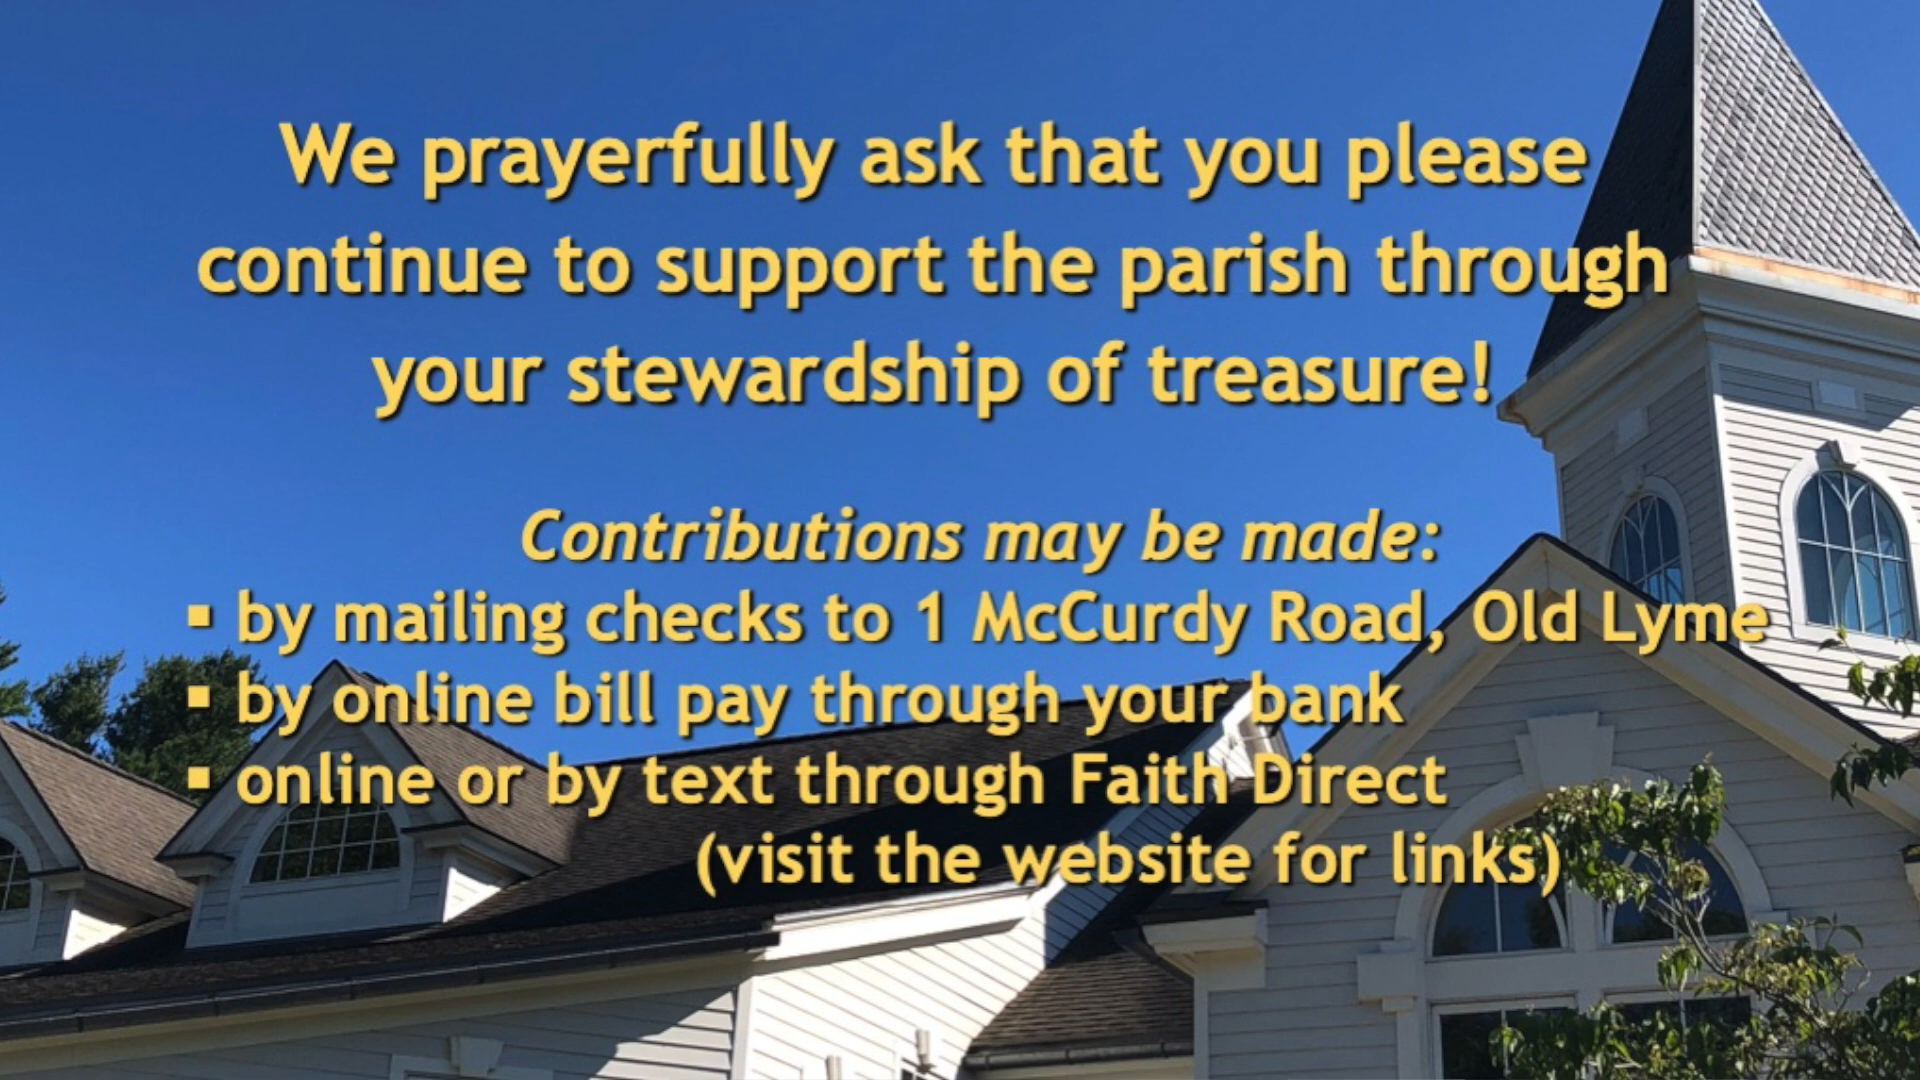 We prayerfully ask that you please
continue to support the parish through
your stewardship of treasure!
Contributions may be made:
▪ by mailing checks to 1 McCurdy Road, Old Lyme
▪ by online bill pay through your bank
▪ online or by text through Faith Direct
(visit the website for links)